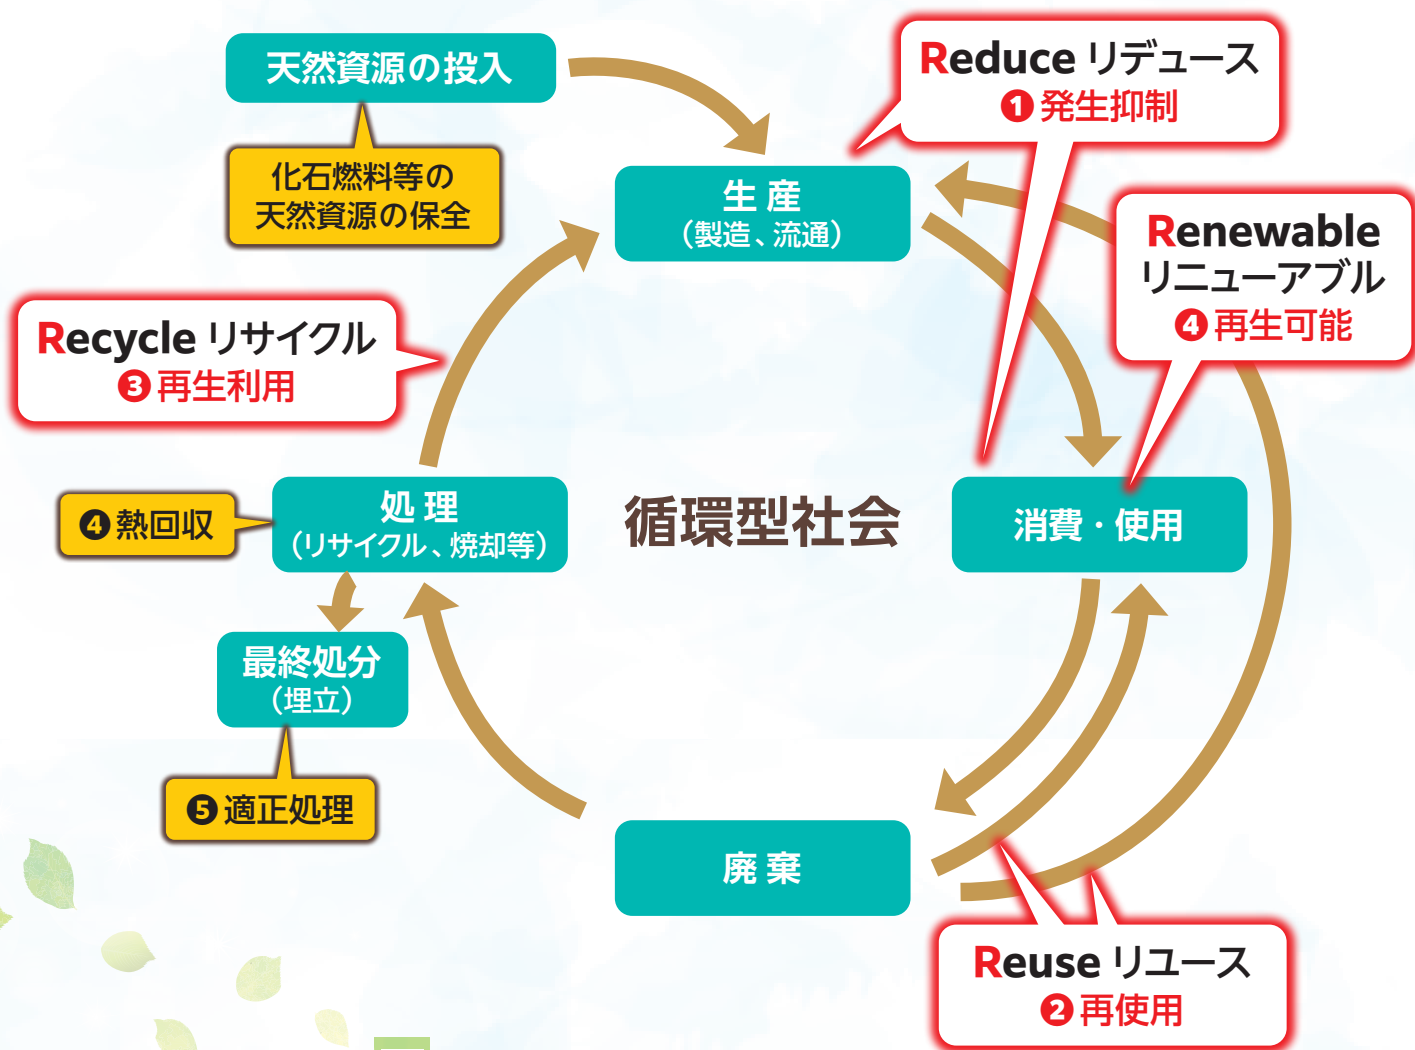 天然資源の投入
化石燃料等の
天然資源の保全
Reduce リデュース
❶発生抑制
生 産
（製造、流通）
Renewable
リニューアブル
❹再生可能
Recycle リサイクル
❸再生利用
❹熱回収
処 理
（リサイクル、焼却等）
循環型社会
消費・使用
最終処分
（埋立）
❺適正処理
廃 棄
Reuse リユース
❷再使用